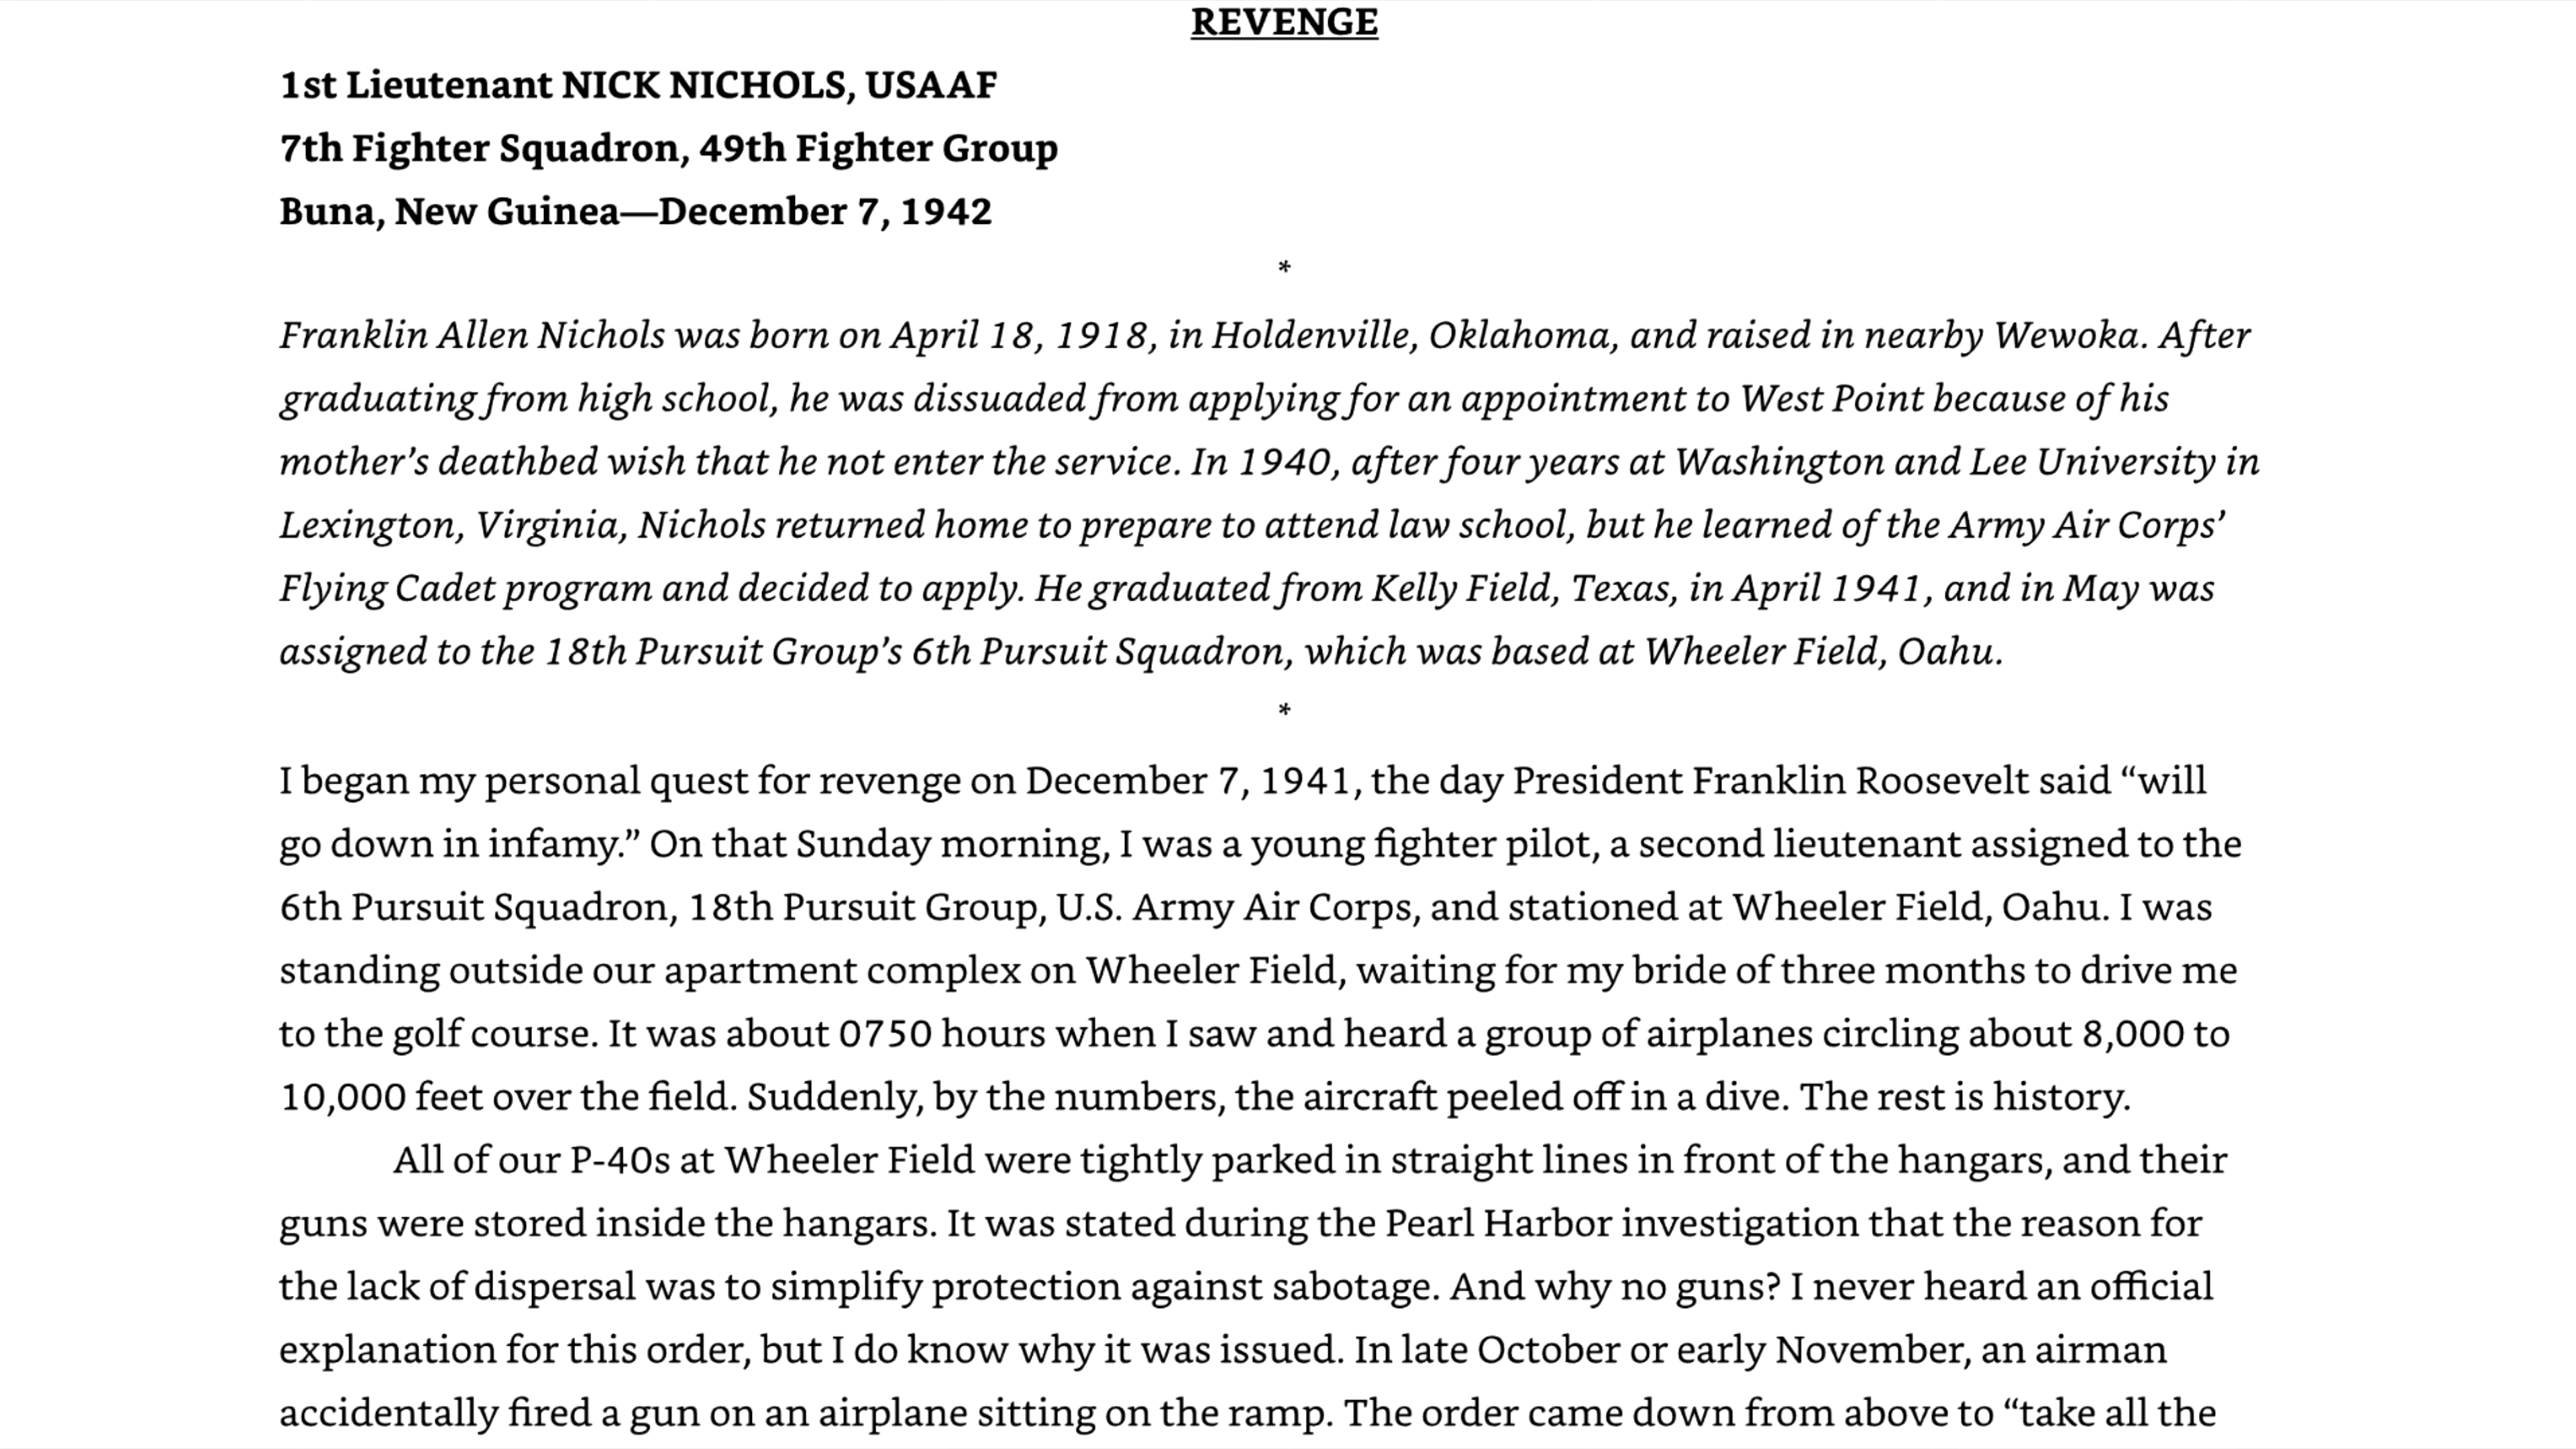 REVENGE
1st Lieutenant NICK NICHOLS, USAAF
7th Fighter Squadron, 49th Fighter Group
Buna, New Guinea—December 7, 1942
*
Franklin Allen Nichols was born on April 18, 1918, in Holdenville, Oklahoma, and raised in nearby Wewoka. After
graduating from high school, he was dissuaded from applying for an appointment to West Point because of his
mother’s deathbed wish that he not enter the service. In 1940, after four years at Washington and Lee University in
Lexington, Virginia, Nichols returned home to prepare to attend law school, but he learned of the Army Air Corps’
Flying Cadet program and decided to apply. He graduated from Kelly Field, Texas, in April 1941, and in May was
assigned to the 18th Pursuit Group’s 6th Pursuit Squadron, which was based at Wheeler Field, Oahu.
*
I began my personal quest for revenge on December 7, 1941, the day President Franklin Roosevelt said “will
go down in infamy.” On that Sunday morning, I was a young fighter pilot, a second lieutenant assigned to the
6th Pursuit Squadron, 18th Pursuit Group, U.S. Army Air Corps, and stationed at Wheeler Field, Oahu. I was
standing outside our apartment complex on Wheeler Field, waiting for my bride of three months to drive me
to the golf course. It was about 0750 hours when I saw and heard a group of airplanes circling about 8,000 to
10,000 feet over the field. Suddenly, by the numbers, the aircraft peeled off in a dive. The rest is history.
All of our P-40s at Wheeler Field were tightly parked in straight lines in front of the hangars, and their
guns were stored inside the hangars. It was stated during the Pearl Harbor investigation that the reason for
the lack of dispersal was to simplify protection against sabotage. And why no guns? I never heard an official
explanation for this order, but I do know why it was issued. In late October or early November, an airman
accidentally fired a gun on an airplane sitting on the ramp. The order came down from above to “take all the